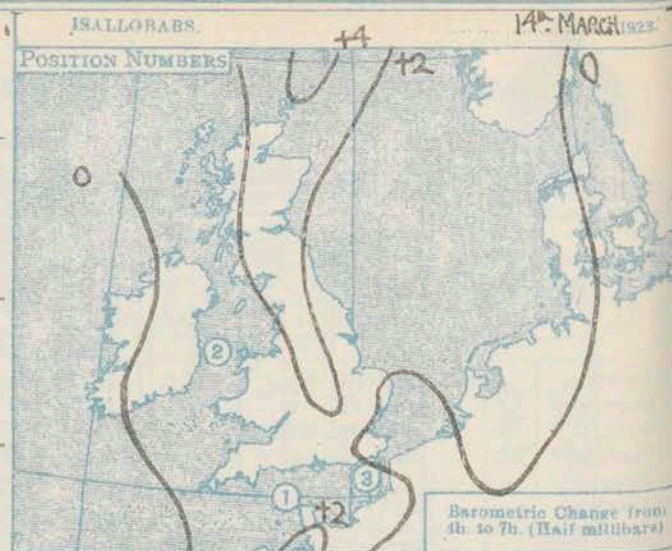 ISALLOBARS.
14th MARCH 1923
POSITION NUMBERS
+4
+2
0
0
2
1
3
+2
Barometric Change from
4h. to 7h. (Half millibars)